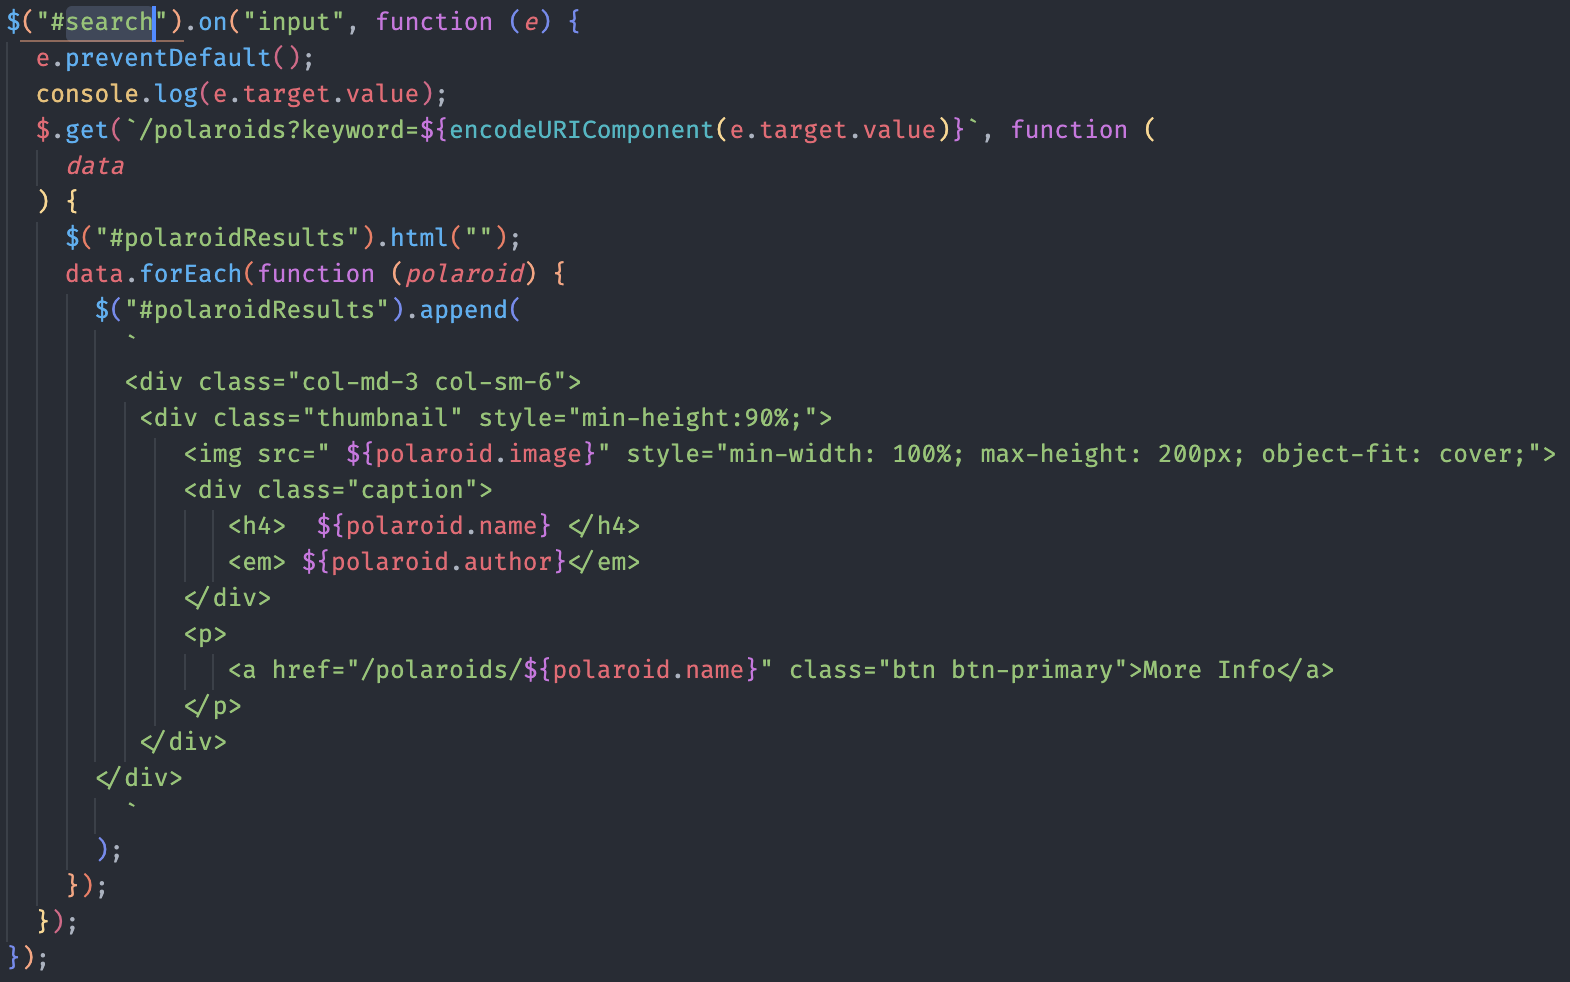 $("#search").on("input", function (e) {
  e.preventDefault();
  console.log(e.target.value);
  $.get(`/polaroids?keyword=${encodeURIComponent(e.target.value)}`, function (
    data
  ) {
    $("#polaroidResults").html("");
    data.forEach(function (polaroid) {
      $("#polaroidResults").append(
        `
        <div class="col-md-3 col-sm-6">
         <div class="thumbnail" style="min-height:90%;">
            <img src=" ${polaroid.image}" style="min-width: 100%; max-height: 200px; object-fit: cover;">
            <div class="caption">
               <h4>  ${polaroid.name} </h4>
               <em> ${polaroid.author}</em>
            </div>
            <p>
               <a href="/polaroids/${polaroid.name}" class="btn btn-primary">More Info</a>
            </p>
         </div>
      </div>
        `
      );
    });
  });
});